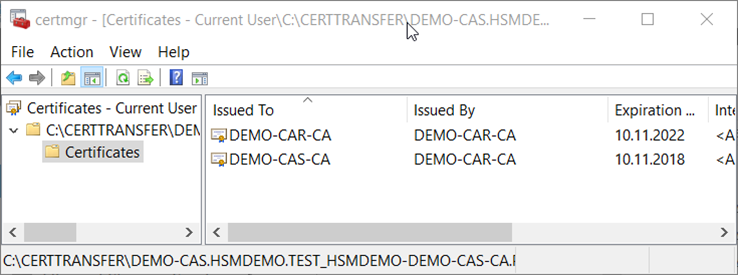 certmgr - [Certificates - Current User\C:\CERTTRANSFER\DEMO-CAS.HSMDE...
File Action View Help
Certificates - Current User
C:\CERTTRANSFER\DEM
Certificates
Issued To Issued By Expiration ... Inte
DEMO-CAR-CA DEMO-CAR-CA 10.11.2022 <A
DEMO-CAS-CA DEMO-CAR-CA 10.11.2018 <A
C:\CERTTRANSFER\DEMO-CAS.HSMDEMO.TEST_HSMDEMO-DEMO-CAS-CA.